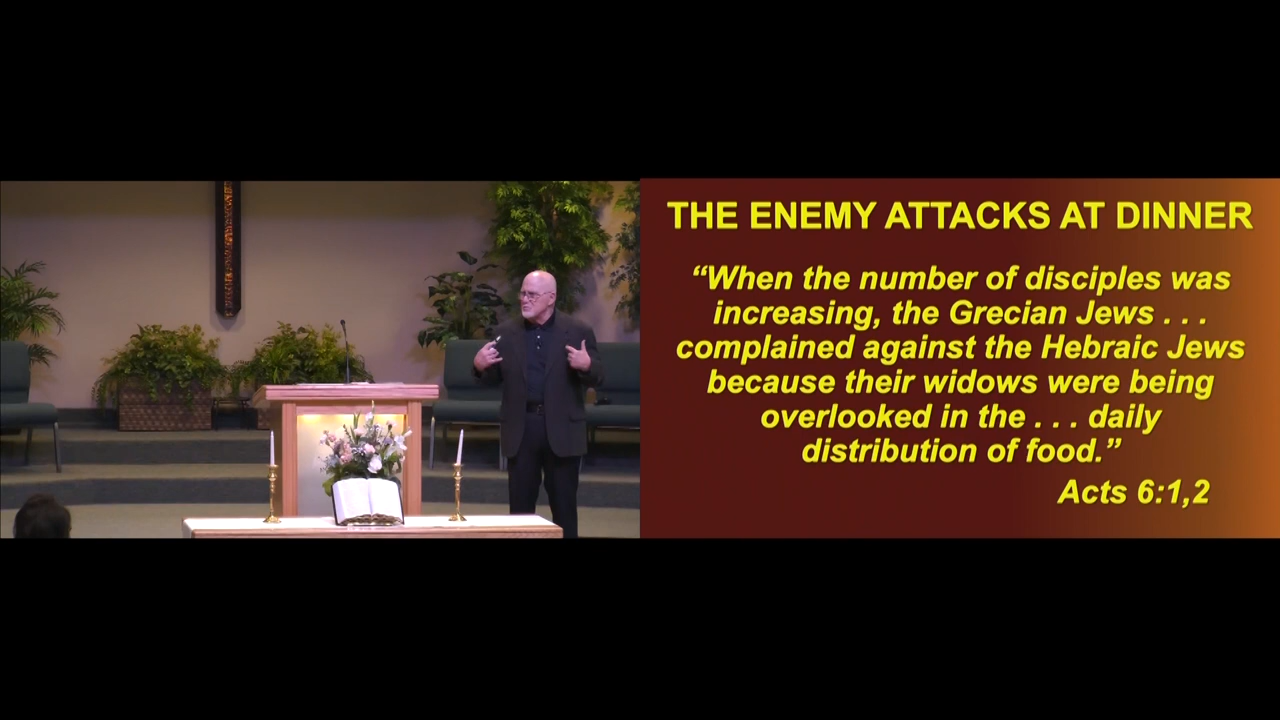 THE ENEMY ATTACKS AT DINNER
“When the number of disciples was
increasing, the Grecian Jews . . .
complained against the Hebraic Jews
because their widows were being
overlooked in the . . . daily
distribution of food.”
Acts 6:1,2